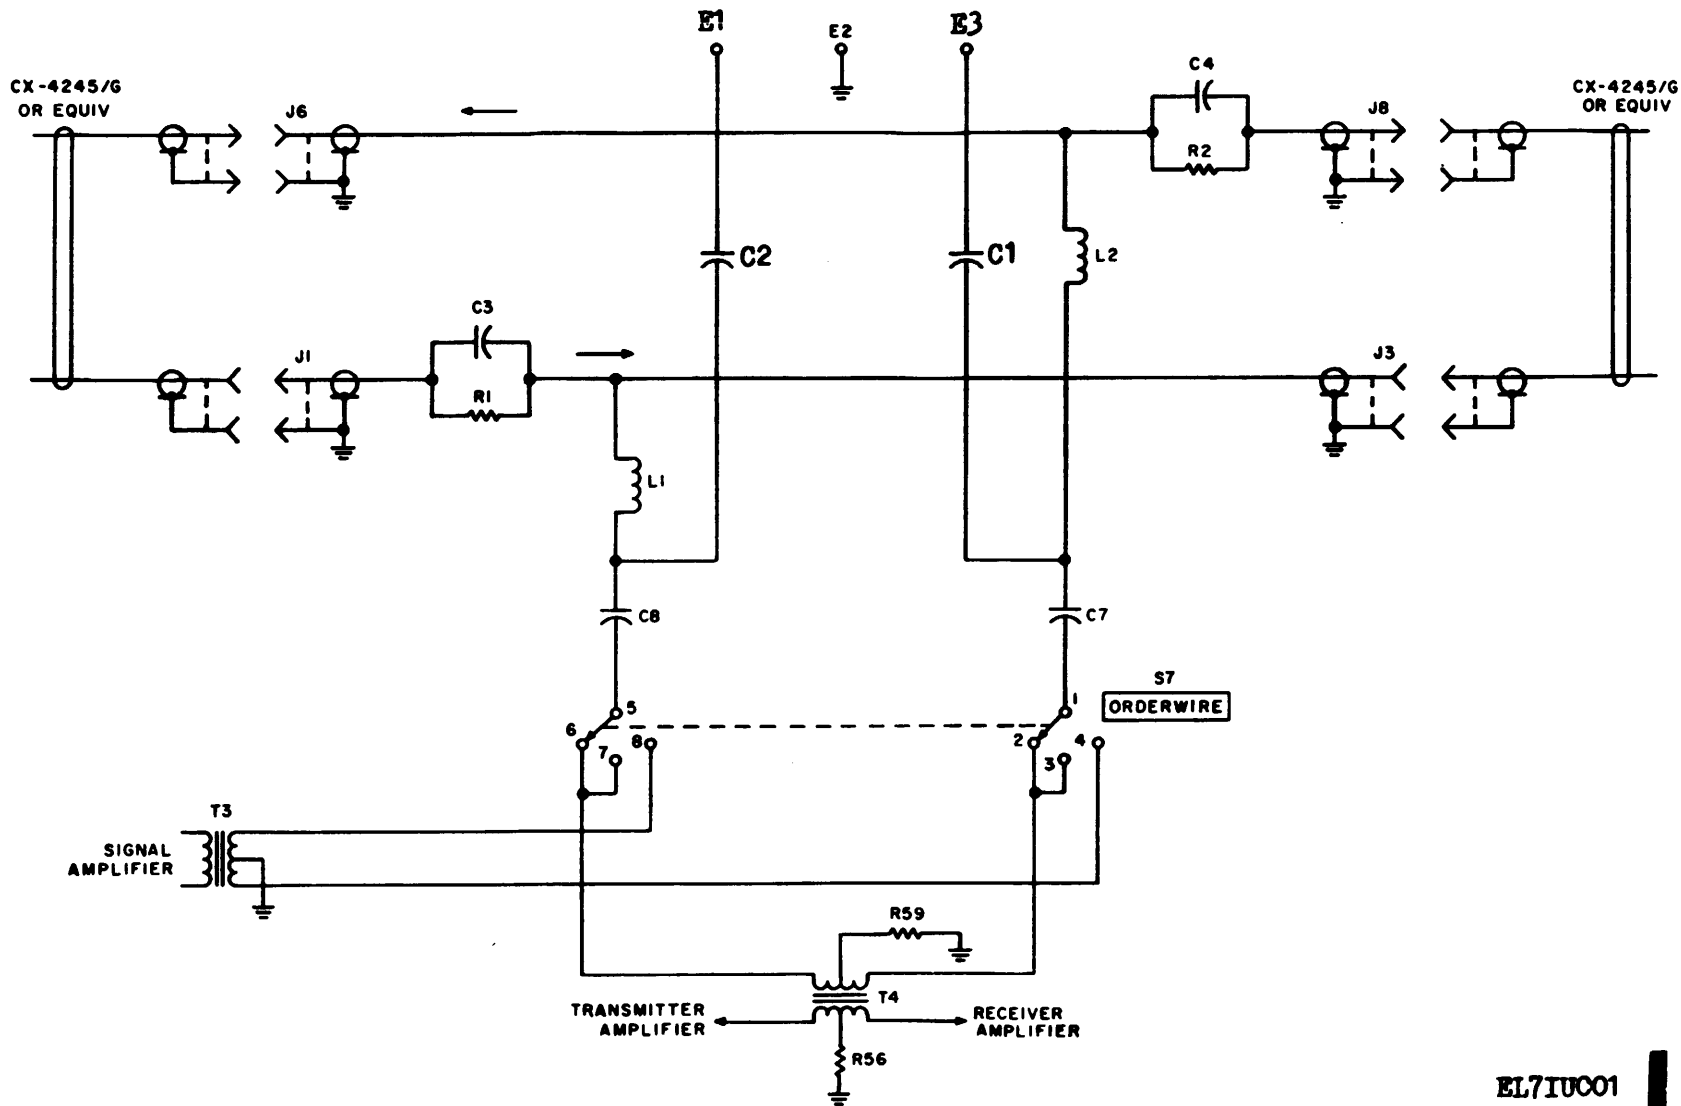 E1
E2
E3
CX-4245/G
OR EQUIV
J6
C4
R2
J8
CX-4245/G
OR EQUIV
C2
C1
L2
C3
R1
J1
J3
L1
C8
C7
S7
ORDERWIRE
5
6
7
8
1
2
3
4
T3
SIGNAL
AMPLIFIER
R59
T4
TRANSMITTER
AMPLIFIER
RECEIVER
AMPLIFIER
R56
EL7IUC01